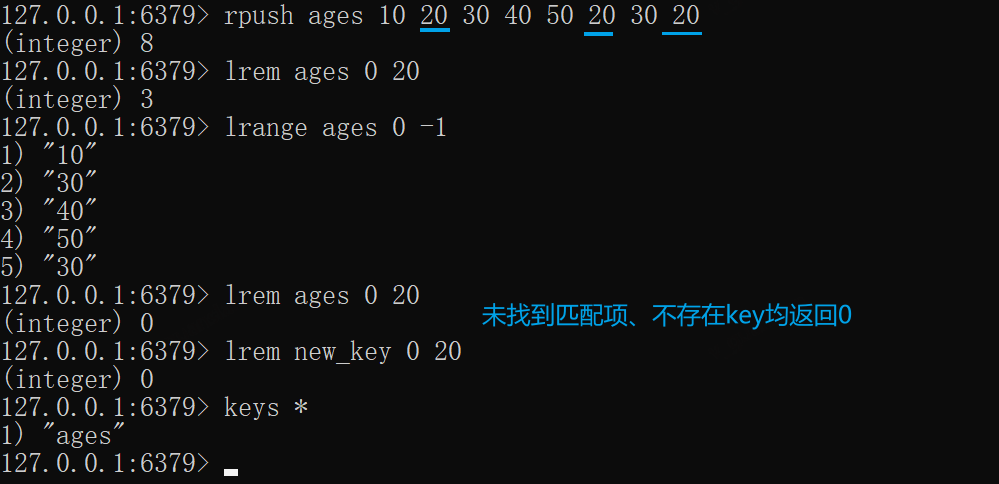 127.0.0.1:6379> rpush ages 10 20 30 40 50 20 30 20
(integer) 8
127.0.0.1:6379> lrem ages 0 20
(integer) 3
127.0.0.1:6379> lrange ages 0 -1
1) "10"
2) "30"
3) "40"
4) "50"
5) "30"
127.0.0.1:6379> lrem ages 0 20
(integer) 0
未找到匹配项、不存在key均返回0
127.0.0.1:6379> lrem new_key 0 20
(integer) 0
127.0.0.1:6379> keys *
1) "ages"
127.0.0.1:6379>